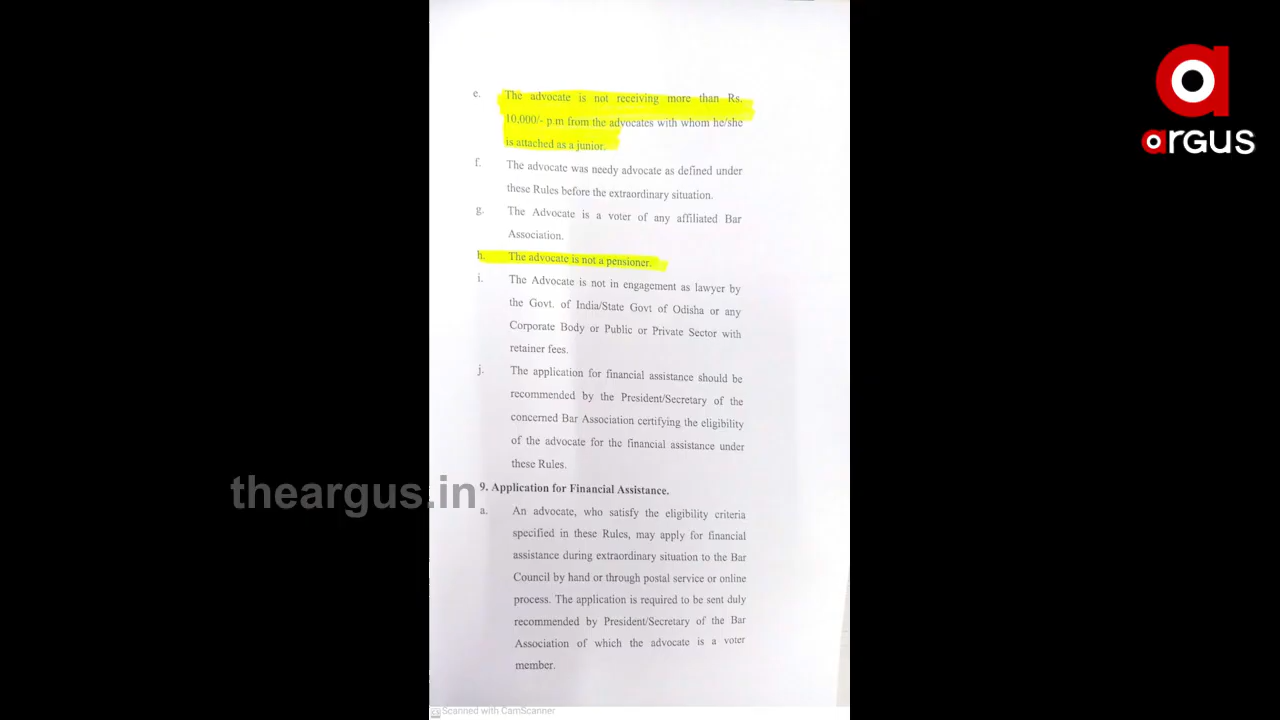 e. The advocate is not receiving more than Rs.
10,000/- p.m from the advocates with whom he/she
is attached as a junior.
f. The advocate was needy advocate as defined under
these Rules before the extraordinary situation.
g. The Advocate is a voter of any affiliated Bar
Association.
h. The advocate is not a pensioner.
i. The Advocate is not in engagement as lawyer by
the Govt. of India/State Govt of Odisha or any
Corporate Body or Public or Private Sector with
retainer fees.
j. The application for financial assistance should be
recommended by the President/Secretary of the
concerned Bar Association certifying the eligibility
of the advocate for the financial assistance under
these Rules.
9. Application for Financial Assistance.
a. An advocate, who satisfy the eligibility criteria
specified in these Rules, may apply for financial
assistance during extraordinary situation to the Bar
Council by hand or through postal service or online
process. The application is required to be sent duly
recommended by President/Secretary of the Bar
Association of which the advocate is a voter
member.
Scanned with CamScanner
theargus.in
argus